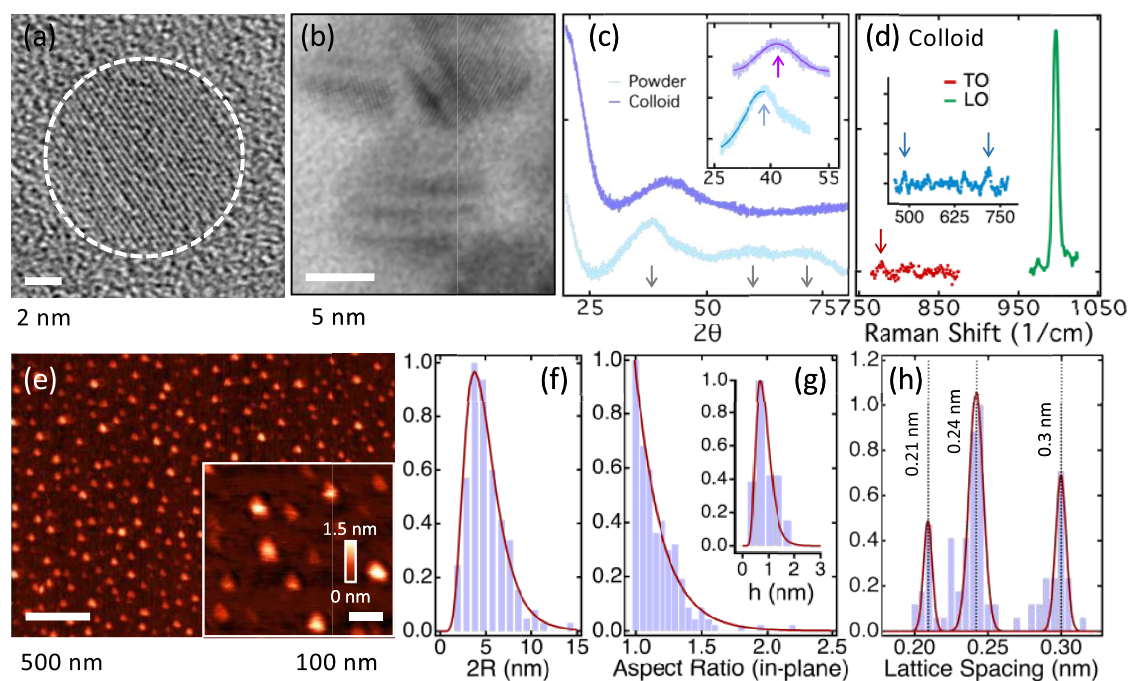 (a)
2 nm
(b)
5 nm
(c)
Powder
Colloid
27 40 55
25 50 757
2θ
(d) Colloid
TO
LO
500 625 750
50 850 950 1050
Raman Shift (1/cm)
(e)
1.5 nm
0 nm
500 nm
100 nm
(f)
1.0
0.8
0.6
0.4
0.2
0.0
0 5 10 15
2R (nm)
1.0
0.8
0.6
0.4
0.2
0.0
1.0 1.5 2.0 2.5
Aspect Ratio (in-plane)
(g)
1.0
0.8
0.6
0.4
0.2
0.0
0 1 2 3
h (nm)
(h)
1.2
1.0
0.8
0.6
0.4
0.2
0.0
0.21 nm
0.24 nm
0.3 nm
0.20 0.25 0.30
Lattice Spacing (nm)